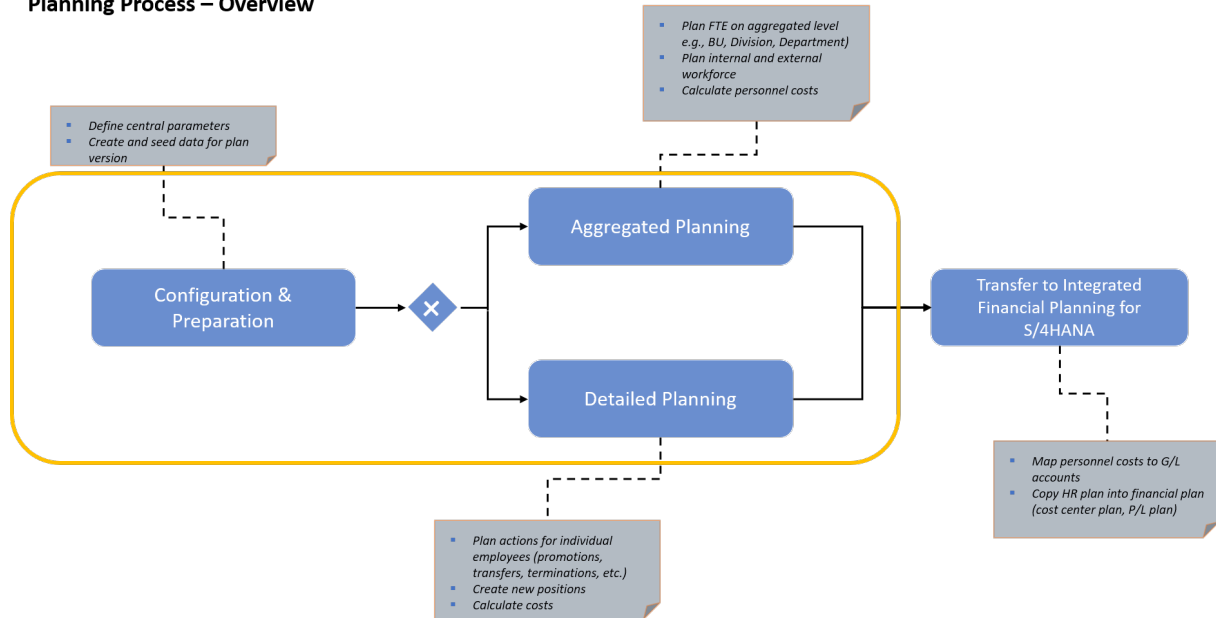 Planning Process – Overview
▪ Plan FTE on aggregated level
e.g., BU, Division, Department)
▪ Plan internal and external
workforce
▪ Calculate personnel costs
▪ Define central parameters
▪ Create and seed data for plan
version
Aggregated Planning
Configuration &
Preparation
Transfer to Integrated
Financial Planning for
S/4HANA
Detailed Planning
▪ Map personnel costs to G/L
accounts
▪ Copy HR plan into financial plan
(cost center plan, P/L plan)
▪ Plan actions for individual
employees (promotions,
transfers, terminations, etc.)
▪ Create new positions
▪ Calculate costs